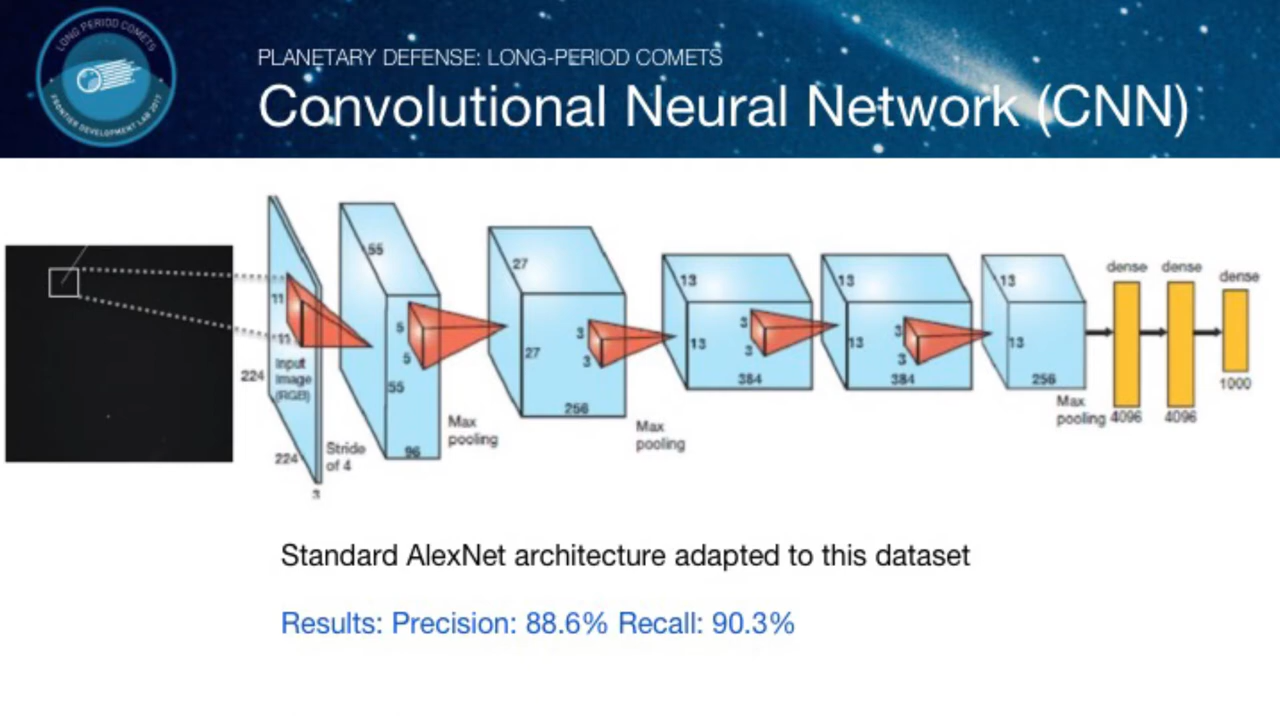 LONG PERIOD COMETS
FRONTIER DEVELOPMENT LAB 2017
PLANETARY DEFENSE: LONG-PERIOD COMETS
Convolutional Neural Network (CNN)
11
11
Input
Image
(RGB)
224
224
3
Stride
of 4
55
5
5
55
96
Max
pooling
27
3
27
3
256
Max
pooling
13
3
13
3
384
13
3
13
3
384
13
13
256
Max
pooling
dense
4096
dense
4096
dense
1000
Standard AlexNet architecture adapted to this dataset
Results: Precision: 88.6% Recall: 90.3%